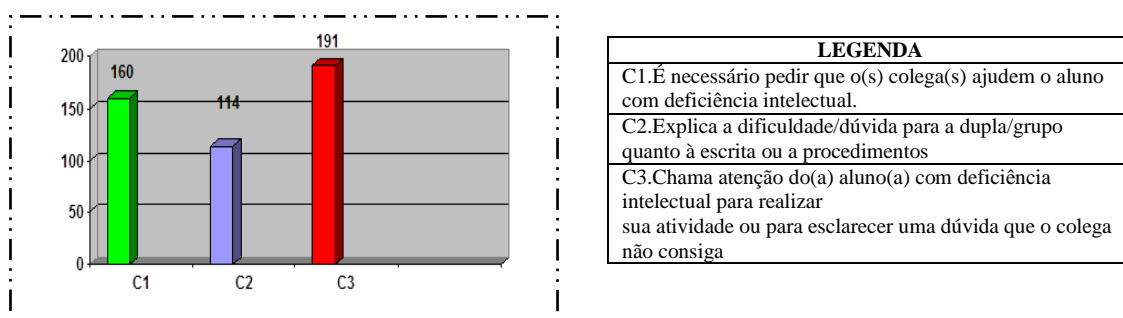 191
200
160
150
114
100
50
0
C1
C2
C3
LEGENDA
C1.É necessário pedir que o(s) colega(s) ajudem o aluno
com deficiência intelectual.
C2.Explica a dificuldade/dúvida para a dupla/grupo
quanto à escrita ou a procedimentos
C3.Chama atenção do(a) aluno(a) com deficiência
intelectual para realizar
sua atividade ou para esclarecer uma dúvida que o colega
não consiga